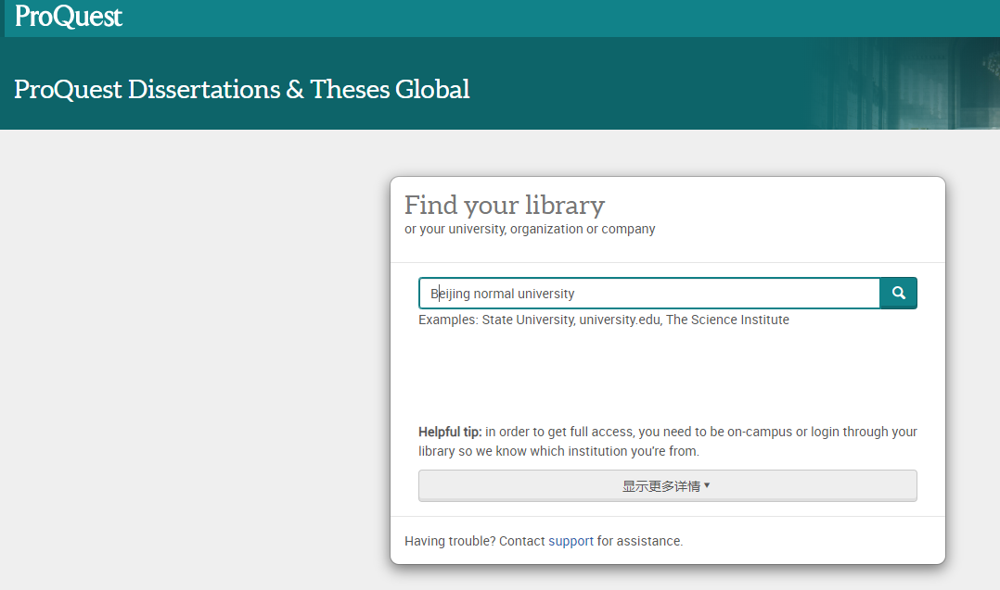 ProQuest
ProQuest Dissertations & Theses Global
Find your library
or your university, organization or company
Beijing normal university
Examples: State University, university.edu, The Science Institute
Helpful tip: in order to get full access, you need to be on-campus or login through your
library so we know which institution you're from.
显示更多详情 ▾
Having trouble? Contact support for assistance.